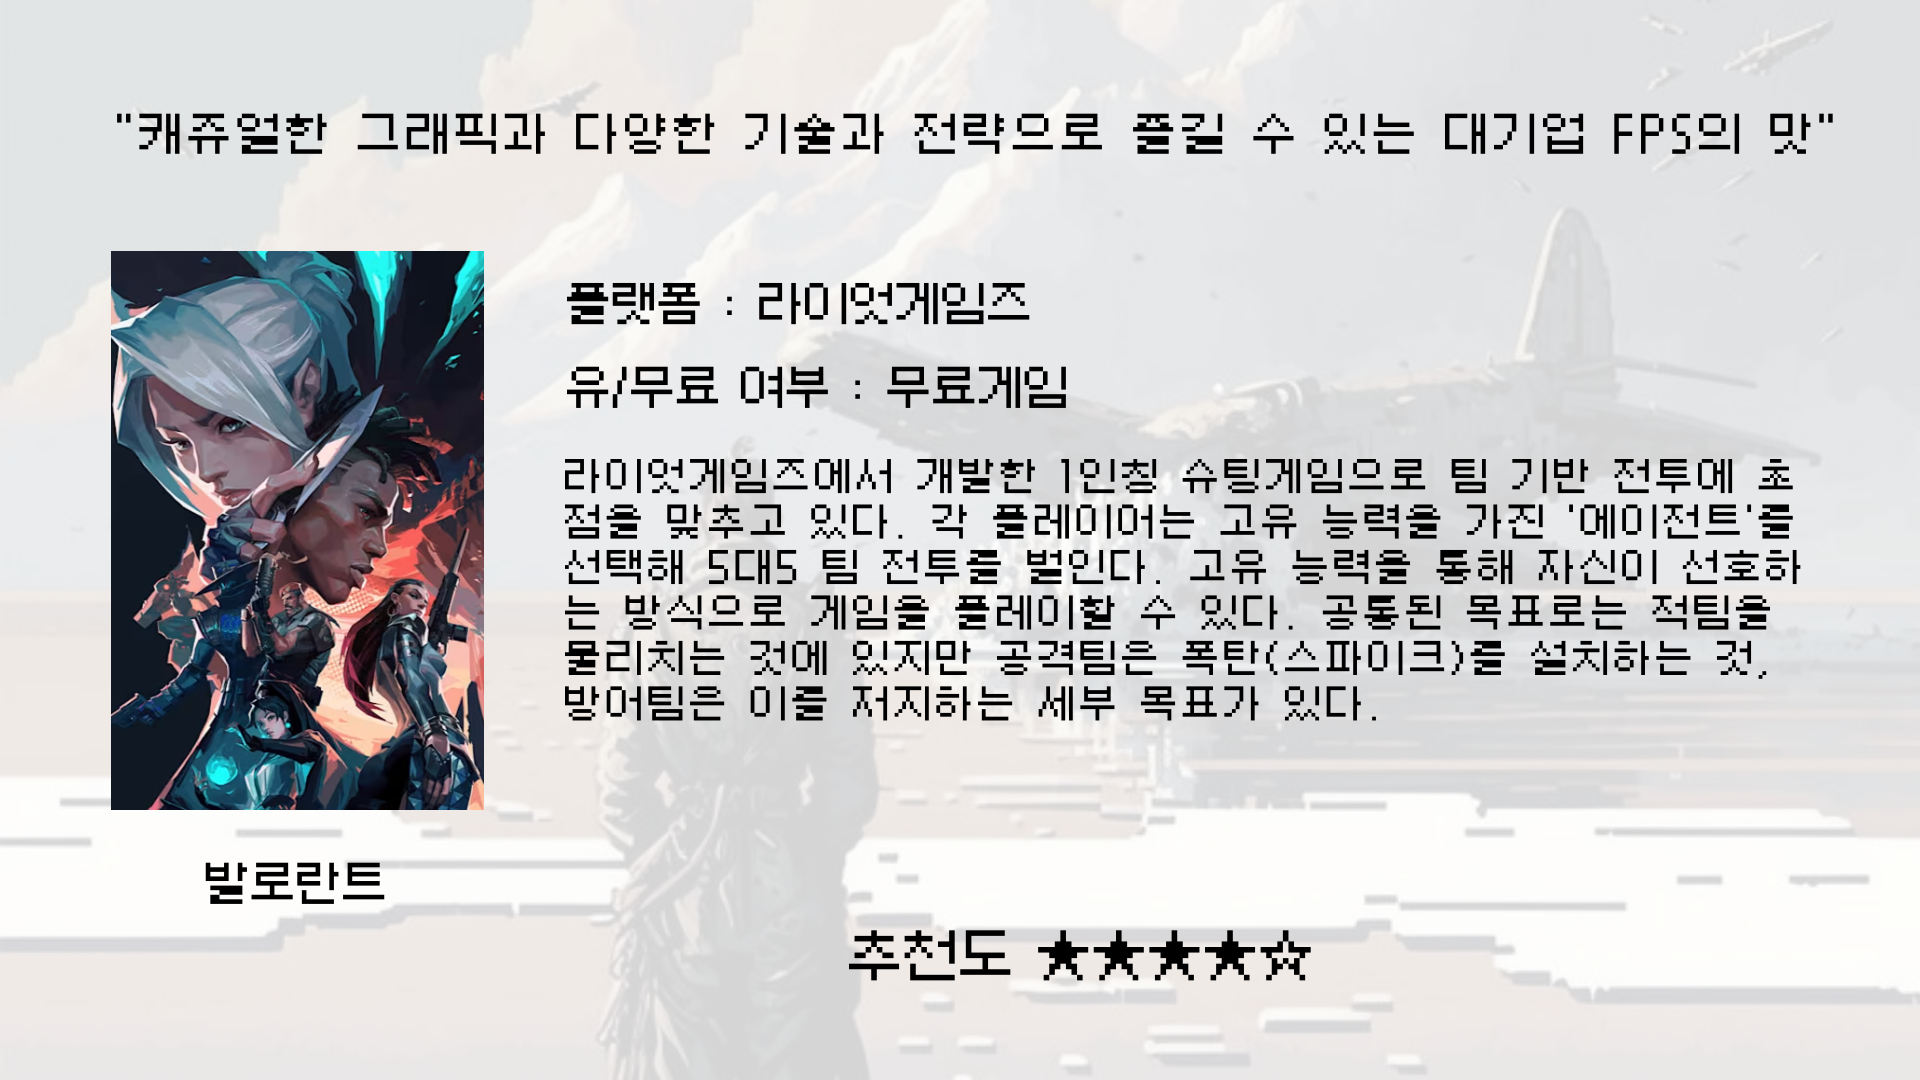 "캐쥬얼한 그래픽과 다양한 기술과 전략으로 즐길 수 있는 대기업 FPS의 맛"
플랫폼 : 라이엇게임즈
유/무료 여부 : 무료게임
라이엇게임즈에서 개발한 1인칭 슈팅게임으로 팀 기반 전투에 초
점을 맞추고 있다. 각 플레이어는 고유 능력을 가진 '에이전트'를
선택해 5대5 팀 전투를 벌인다. 고유 능력을 통해 자신이 선호하
는 방식으로 게임을 플레이할 수 있다. 공통된 목표로는 적팀을
물리치는 것에 있지만 공격팀은 폭탄(스파이크)를 설치하는 것,
방어팀은 이를 저지하는 세부 목표가 있다.
발로란트
추천도 ★★★★☆